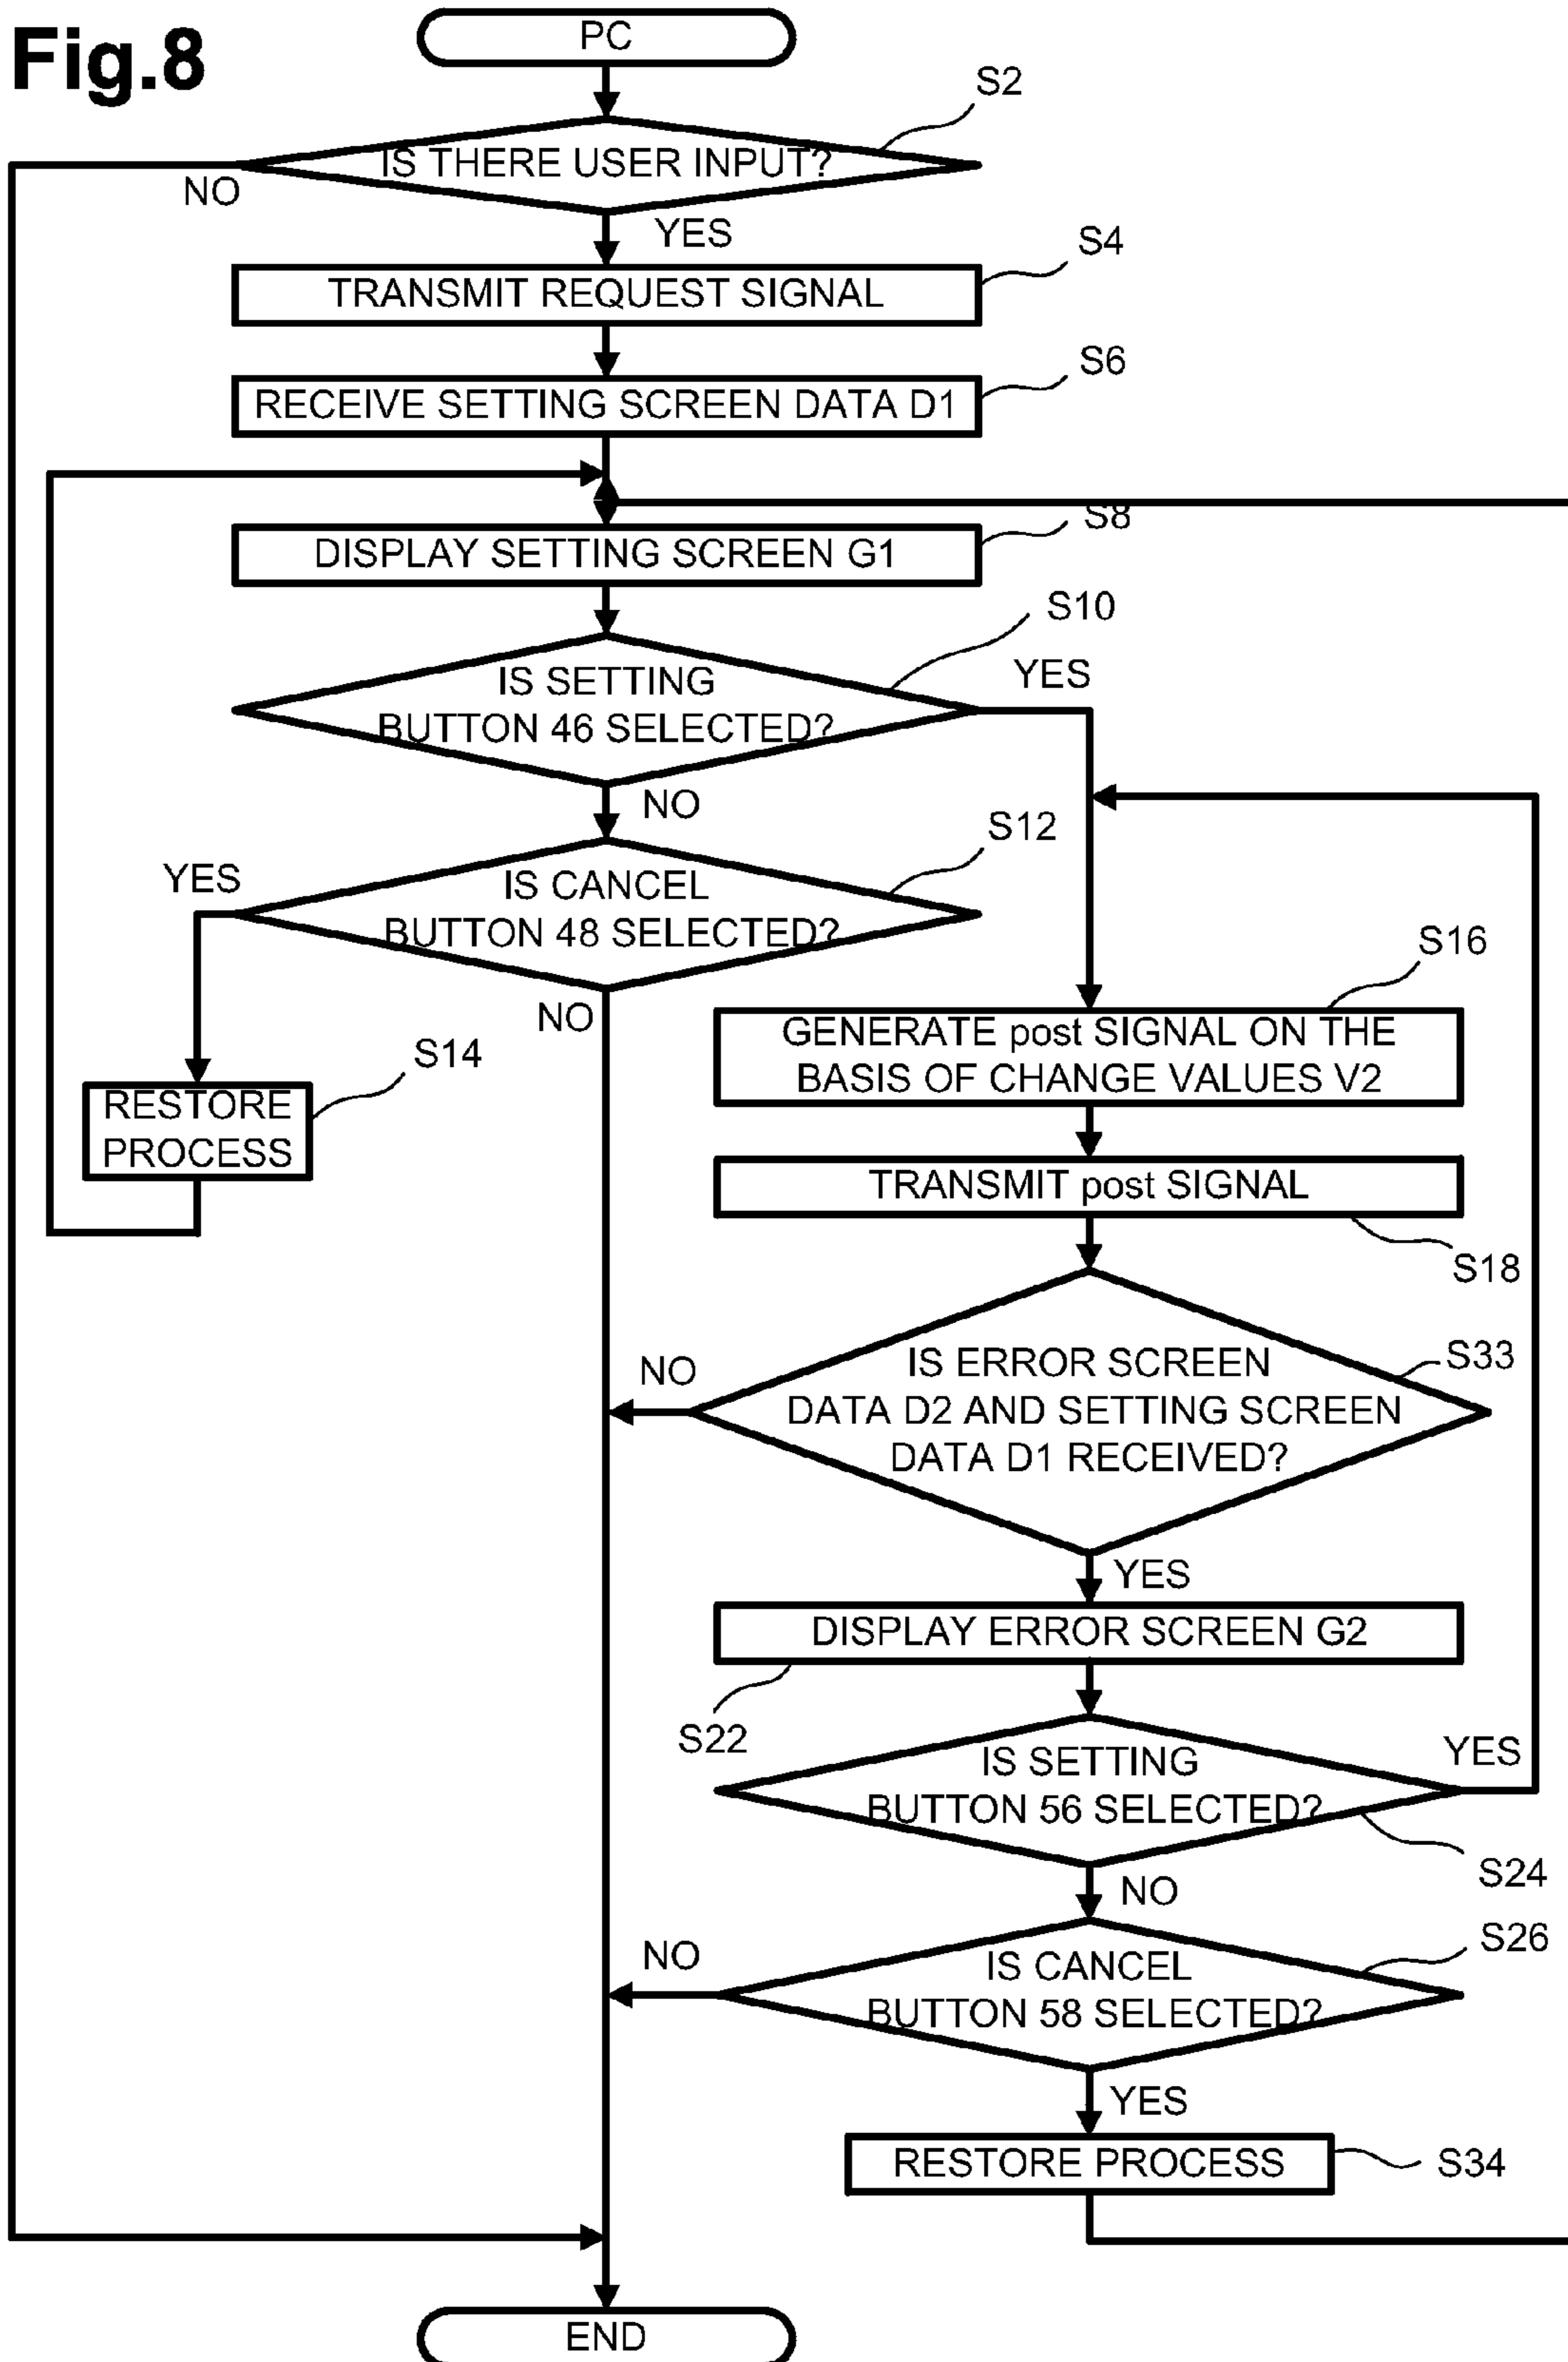 Fig.8
PC
S2
IS THERE USER INPUT?
NO
YES
S4
TRANSMIT REQUEST SIGNAL
S6
RECEIVE SETTING SCREEN DATA D1
S8
DISPLAY SETTING SCREEN G1
S10
IS SETTING
BUTTON 46 SELECTED?
YES
NO
S12
YES
IS CANCEL
BUTTON 48 SELECTED?
NO
S14
RESTORE
PROCESS
S16
GENERATE post SIGNAL ON THE
BASIS OF CHANGE VALUES V2
TRANSMIT post SIGNAL
S18
S33
NO
IS ERROR SCREEN
DATA D2 AND SETTING SCREEN
DATA D1 RECEIVED?
YES
DISPLAY ERROR SCREEN G2
S22
IS SETTING
BUTTON 56 SELECTED?
YES
S24
NO
S26
NO
IS CANCEL
BUTTON 58 SELECTED?
YES
RESTORE PROCESS
S34
END